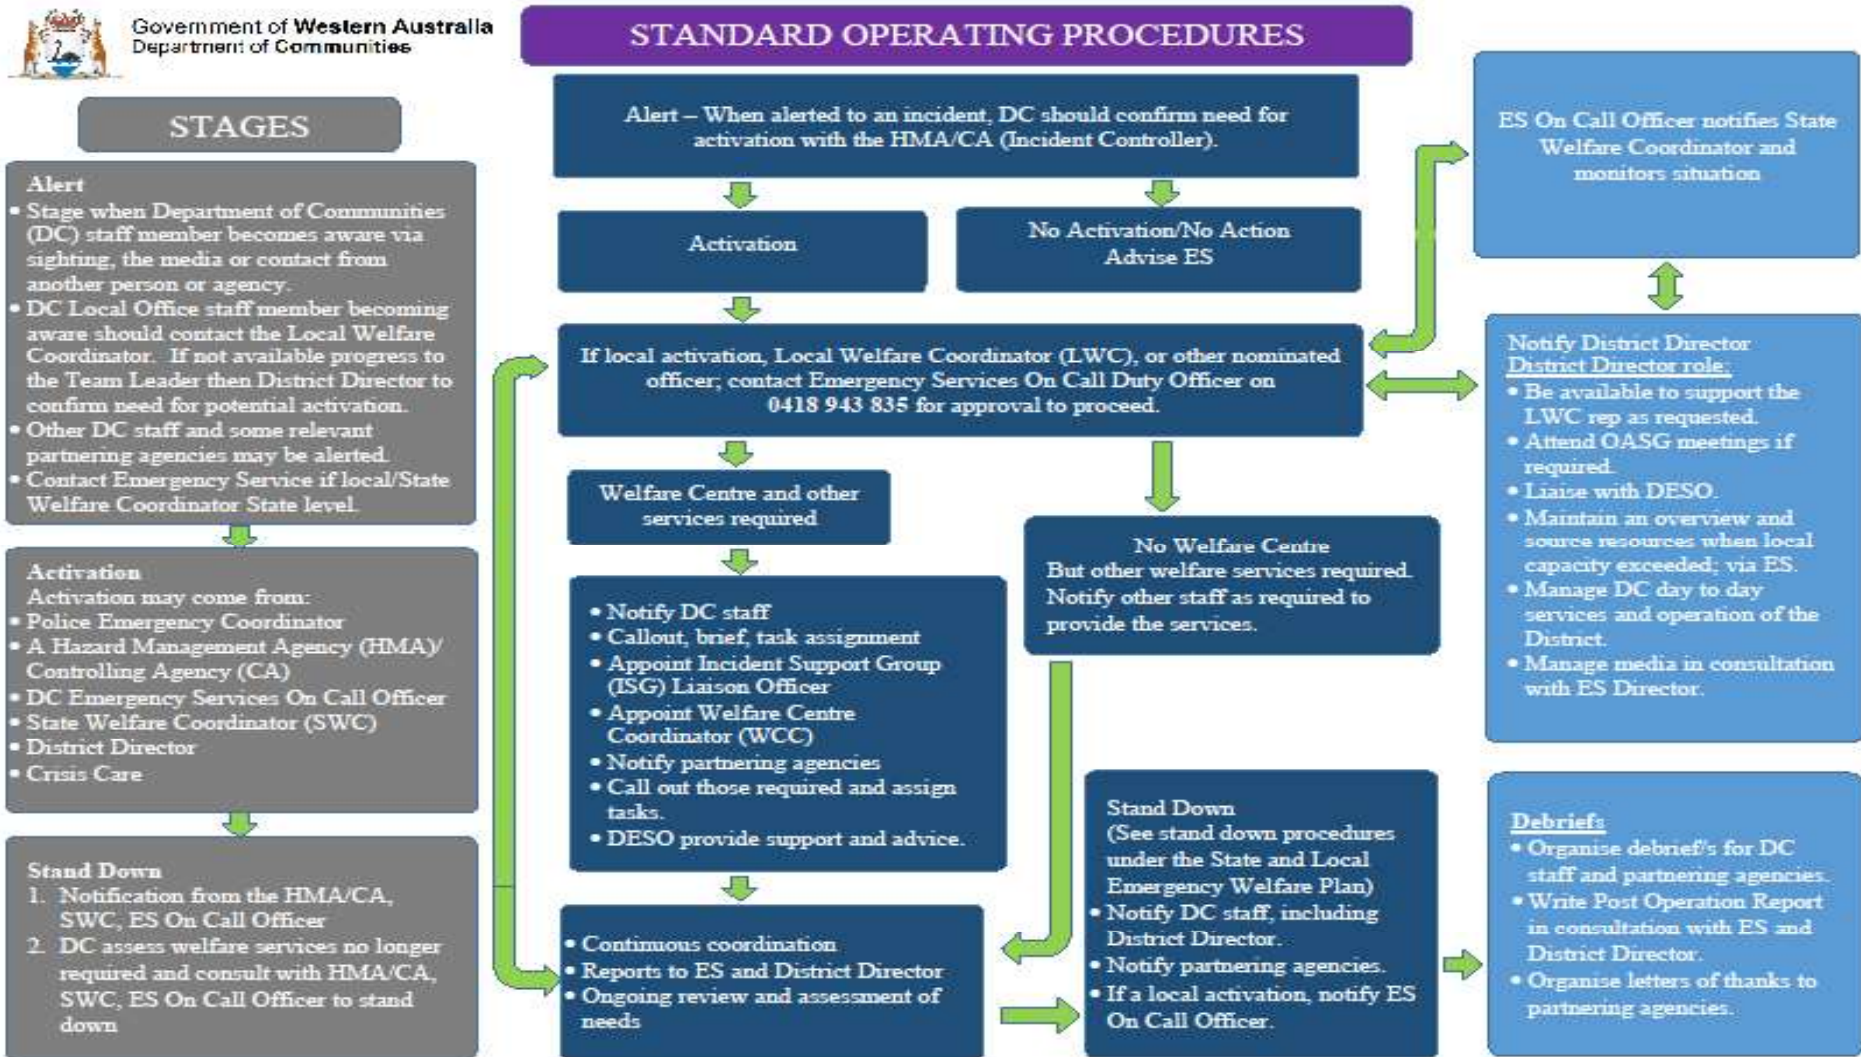 Government of Western Australia
Department of Communities
STANDARD OPERATING PROCEDURES
STAGES
Alert
• Stage when Department of Communities
(DC) staff member becomes aware via
sighting, the media or contact from
another person or agency.
• DC Local Office staff member becoming
aware should contact the Local Welfare
Coordinator. If not available progress to
the Team Leader then District Director to
confirm need for potential activation.
• Other DC staff and some relevant
partnering agencies may be alerted.
• Contact Emergency Service if local/State
Welfare Coordinator State level.
Activation
Activation may come from:
• Police Emergency Coordinator
• A Hazard Management Agency (HMA)/
Controlling Agency (CA)
• DC Emergency Services On Call Officer
• State Welfare Coordinator (SWC)
• District Director
• Crisis Care
Stand Down
1. Notification from the HMA/CA,
SWC, ES On Call Officer
2. DC assess welfare services no longer
required and consult with HMA/CA,
SWC, ES On Call Officer to stand
down
Alert – When alerted to an incident, DC should confirm need for
activation with the HMA/CA (Incident Controller).
Activation
No Activation/No Action
Advise ES
If local activation, Local Welfare Coordinator (LWC), or other nominated
officer; contact Emergency Services On Call Duty Officer on
0418 943 835 for approval to proceed.
Welfare Centre and other
services required
• Notify DC staff
• Callout, brief, task assignment
• Appoint Incident Support Group
(ISG) Liaison Officer
• Appoint Welfare Centre
Coordinator (WCC)
• Notify partnering agencies
• Call out those required and assign
tasks.
• DESO provide support and advice.
No Welfare Centre
But other welfare services required.
Notify other staff as required to
provide the services.
• Continuous coordination
• Reports to ES and District Director
• Ongoing review and assessment of
needs
Stand Down
(See stand down procedures
under the State and Local
Emergency Welfare Plan)
• Notify DC staff, including
District Director.
• Notify partnering agencies.
• If a local activation, notify ES
On Call Officer.
ES On Call Officer notifies State
Welfare Coordinator and
monitors situation
Notify District Director
District Director role:
• Be available to support the
LWC rep as requested.
• Attend OASG meetings if
required.
• Liaise with DESO.
• Maintain an overview and
source resources when local
capacity exceeded; via ES.
• Manage DC day to day
services and operation of the
District.
• Manage media in consultation
with ES Director.
Debriefs
• Organise debrief/s for DC
staff and partnering agencies.
• Write Post Operation Report
in consultation with ES and
District Director.
• Organise letters of thanks to
partnering agencies.